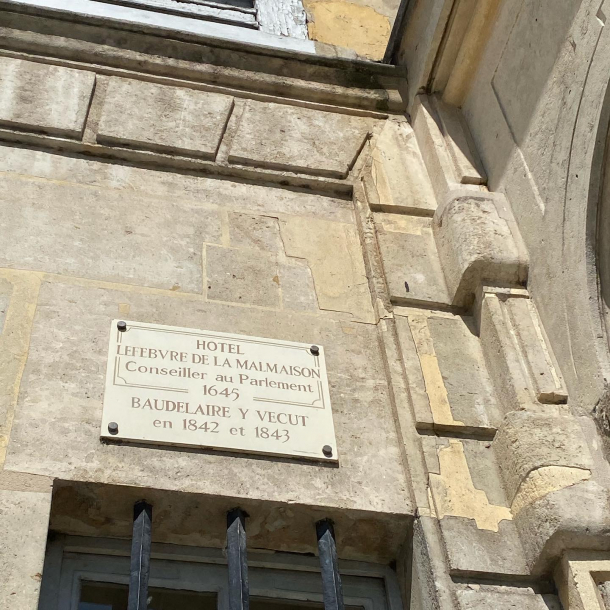 HOTEL
LEFEBVRE DE LA MALMAISON
Conseiller au Parlement
1645
BAUDELAIRE Y VECUT
en 1842 et 1843